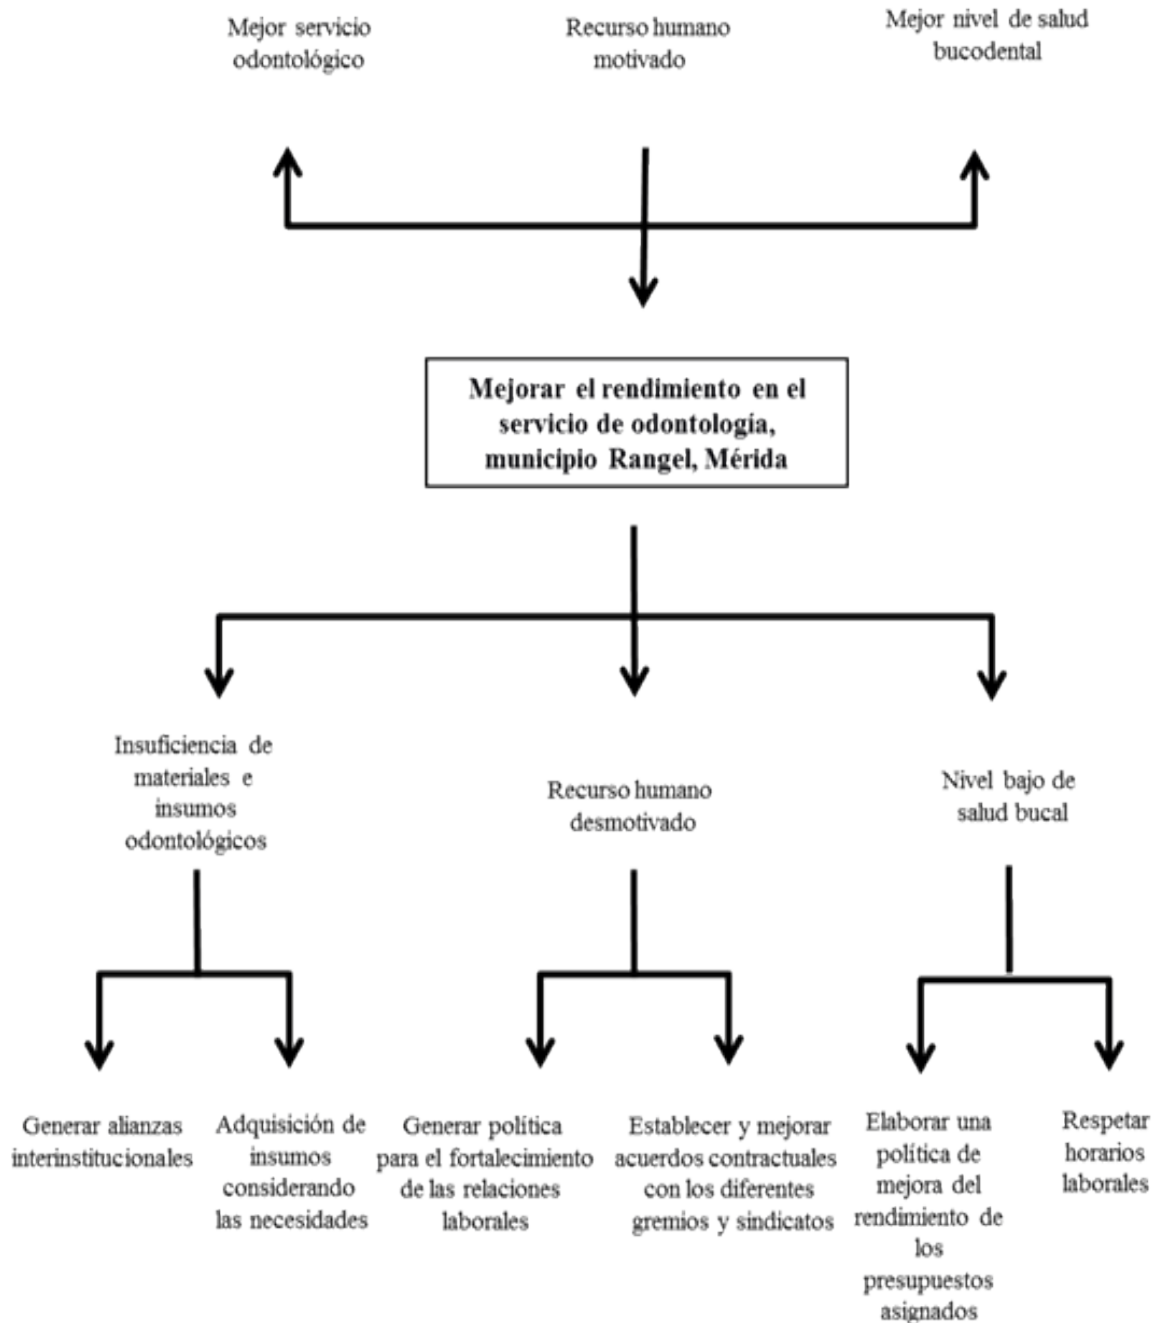 Mejor servicio
odontológico
Recurso humano
motivado
Mejor nivel de salud
bucodental
Mejorar el rendimiento en el
servicio de odontología,
municipio Rangel, Mérida
Insuficiencia de
materiales e
insumos
odontológicos
Recurso humano
desmotivado
Nivel bajo de
salud bucal
Generar alianzas
interinstitucionales
Adquisición de
insumos
considerando
las necesidades
Generar política
para el fortalecimiento
de las relaciones
laborales
Establecer y mejorar
acuerdos contractuales
con los diferentes
gremios y sindicatos
Elaborar una
política de
mejora del
rendimiento de
los
presupuestos
asignados
Respetar
horarios
laborales